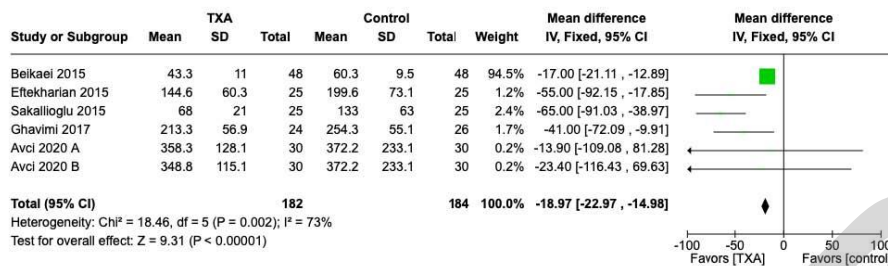 TXA Control Mean difference Mean difference
Study or Subgroup Mean SD Total Mean SD Total Weight IV, Fixed, 95% CI IV, Fixed, 95% CI
Beikaei 2015 43.3 11 48 60.3 9.5 48 94.5% -17.00 [-21.11 , -12.89]
Eftekharian 2015 144.6 60.3 25 199.6 73.1 25 1.2% -55.00 [-92.15 , -17.85]
Sakallioglu 2015 68 21 25 133 63 25 2.4% -65.00 [-91.03 , -38.97]
Ghavimi 2017 213.3 56.9 24 254.3 55.1 26 1.7% -41.00 [-72.09 , -9.91]
Avci 2020 A 358.3 128.1 30 372.2 233.1 30 0.2% -13.90 [-109.08 , 81.28]
Avci 2020 B 348.8 115.1 30 372.2 233.1 30 0.2% -23.40 [-116.43 , 69.63]
Total (95% CI) 182 184 100.0% -18.97 [-22.97 , -14.98]
Heterogeneity: Chi² = 18.46, df = 5 (P = 0.002); I² = 73%
Test for overall effect: Z = 9.31 (P < 0.00001)
-100 -50 0 50 100
Favors [TXA] Favors [control]